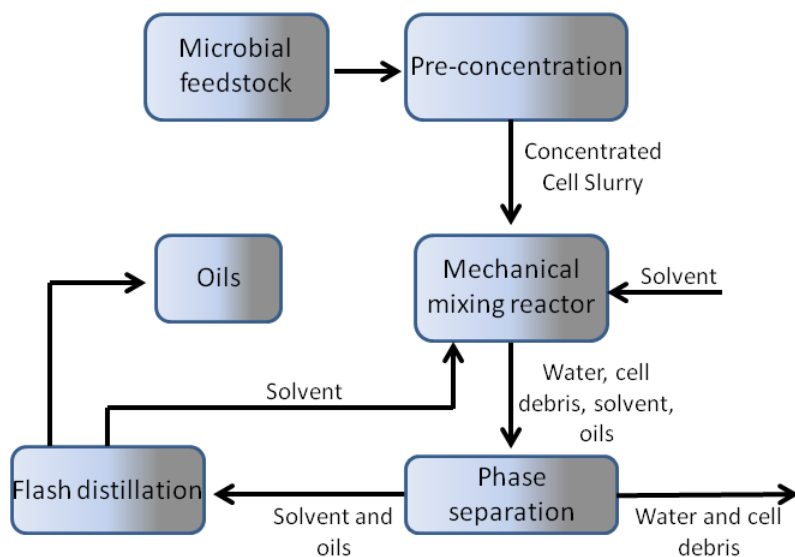 Microbial
feedstock
Pre-concentration
Concentrated
Cell Slurry
Oils
Mechanical
mixing reactor
Solvent
Solvent
Water, cell
debris, solvent,
oils
Flash distillation
Solvent and
oils
Phase
separation
Water and cell
debris